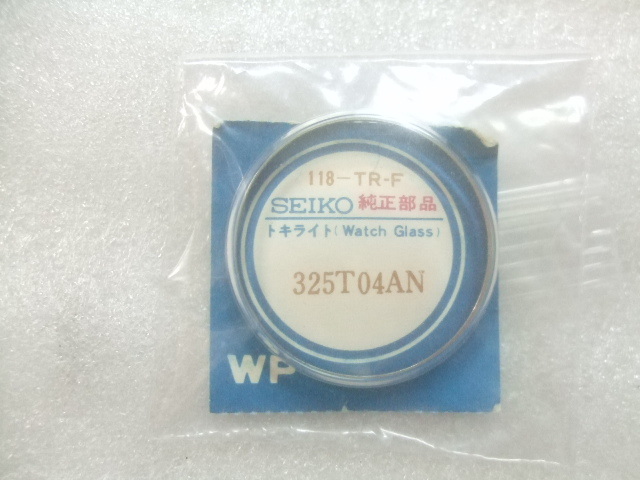 118-TR-F
SEIKO 純正部品
トキライト(Watch Glass)
325T04AN
WP